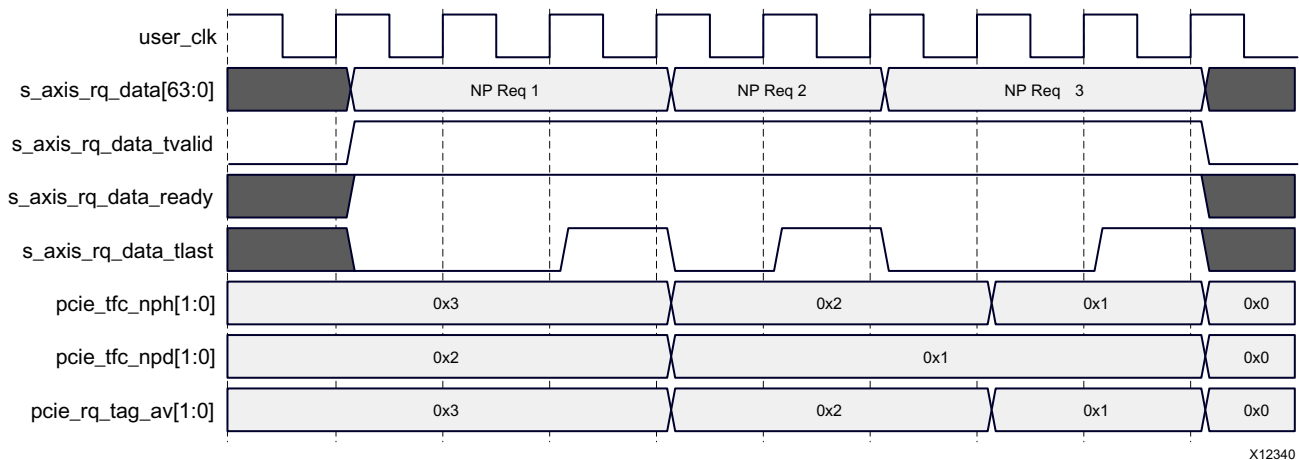 user_clk
s_axis_rq_data[63:0] NP Req 1 NP Req 2 NP Req 3
s_axis_rq_data_tvalid
s_axis_rq_data_ready
s_axis_rq_data_tlast
pcie_tfc_nph[1:0] 0x3 0x2 0x1 0x0
pcie_tfc_npd[1:0] 0x2 0x1 0x0
pcie_rq_tag_av[1:0] 0x3 0x2 0x1 0x0
X12340